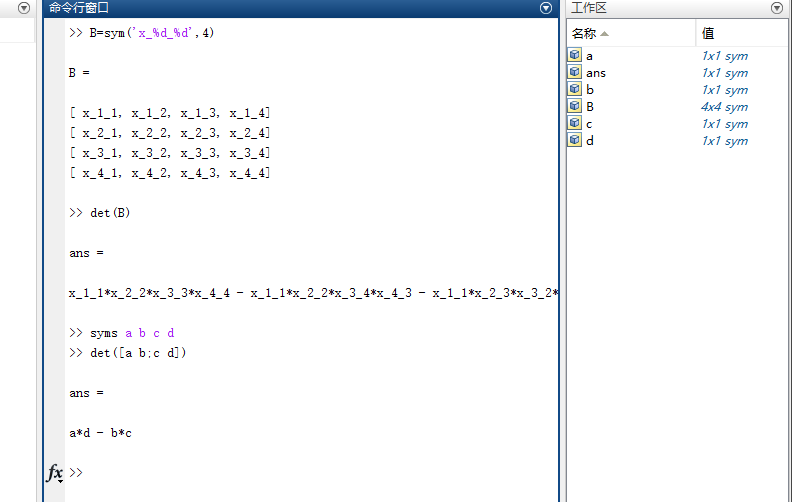 命令行窗口
>> B=sym('x_%d_%d',4)
B =
[ x_1_1, x_1_2, x_1_3, x_1_4]
[ x_2_1, x_2_2, x_2_3, x_2_4]
[ x_3_1, x_3_2, x_3_3, x_3_4]
[ x_4_1, x_4_2, x_4_3, x_4_4]
>> det(B)
ans =
x_1_1*x_2_2*x_3_3*x_4_4 - x_1_1*x_2_2*x_3_4*x_4_3 - x_1_1*x_2_3*x_3_2*
>> syms a b c d
>> det([a b;c d])
ans =
a*d - b*c
fx >>
工作区
名称 值
a 1x1 sym
ans 1x1 sym
b 1x1 sym
B 4x4 sym
c 1x1 sym
d 1x1 sym